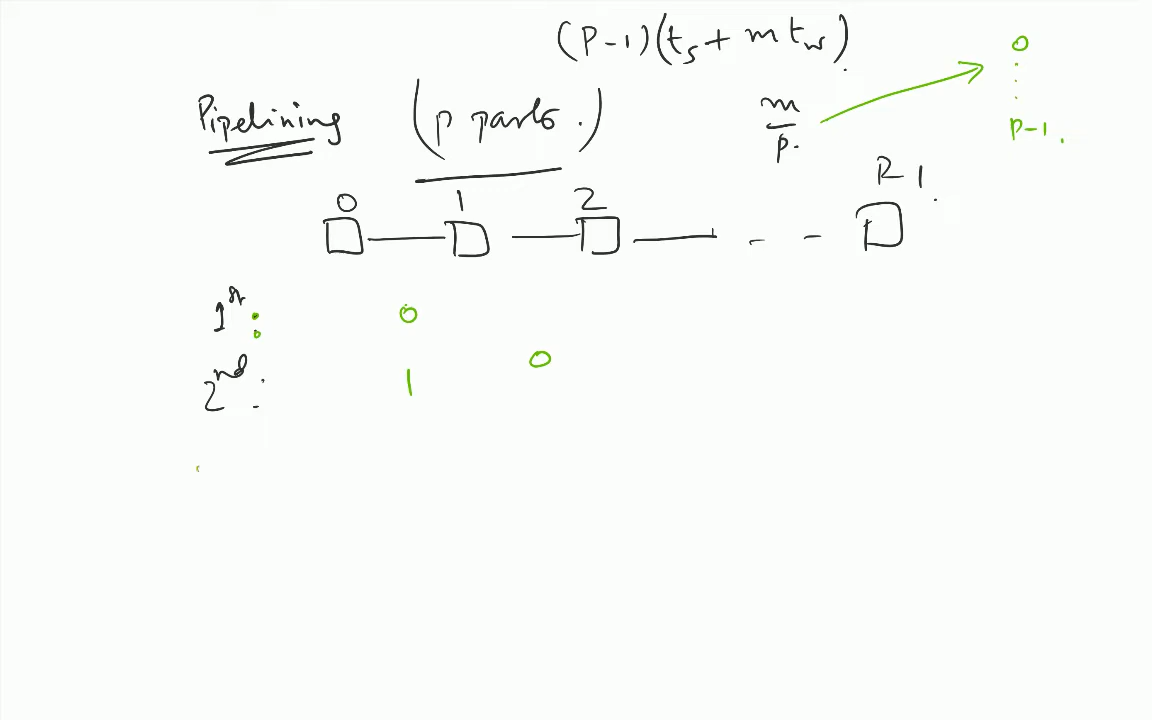 (P-1)(ts + m tw).
0
Pipelining (p parts.) m/p.
P-1.
0 1 2 P-1.
1st: 0
2nd: 1 0